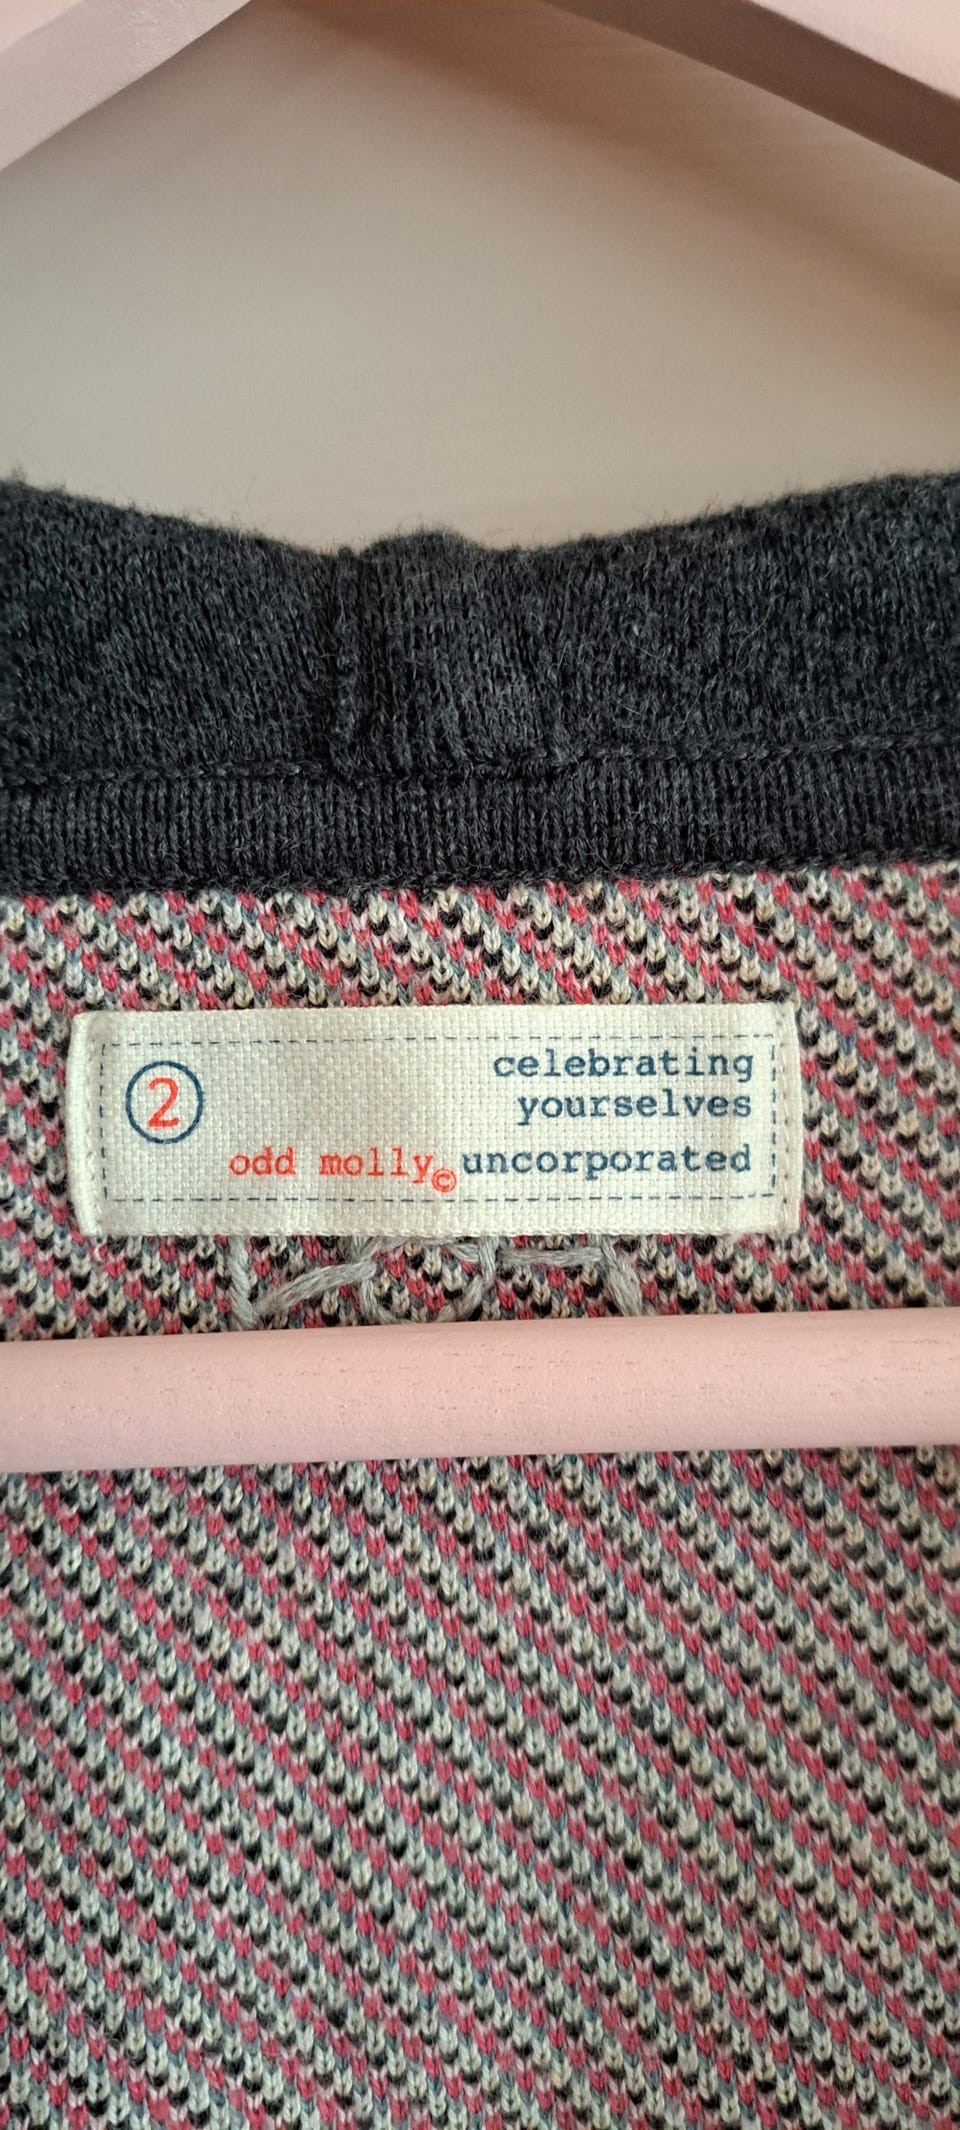 2
celebrating
yourselves
odd molly© uncorporated